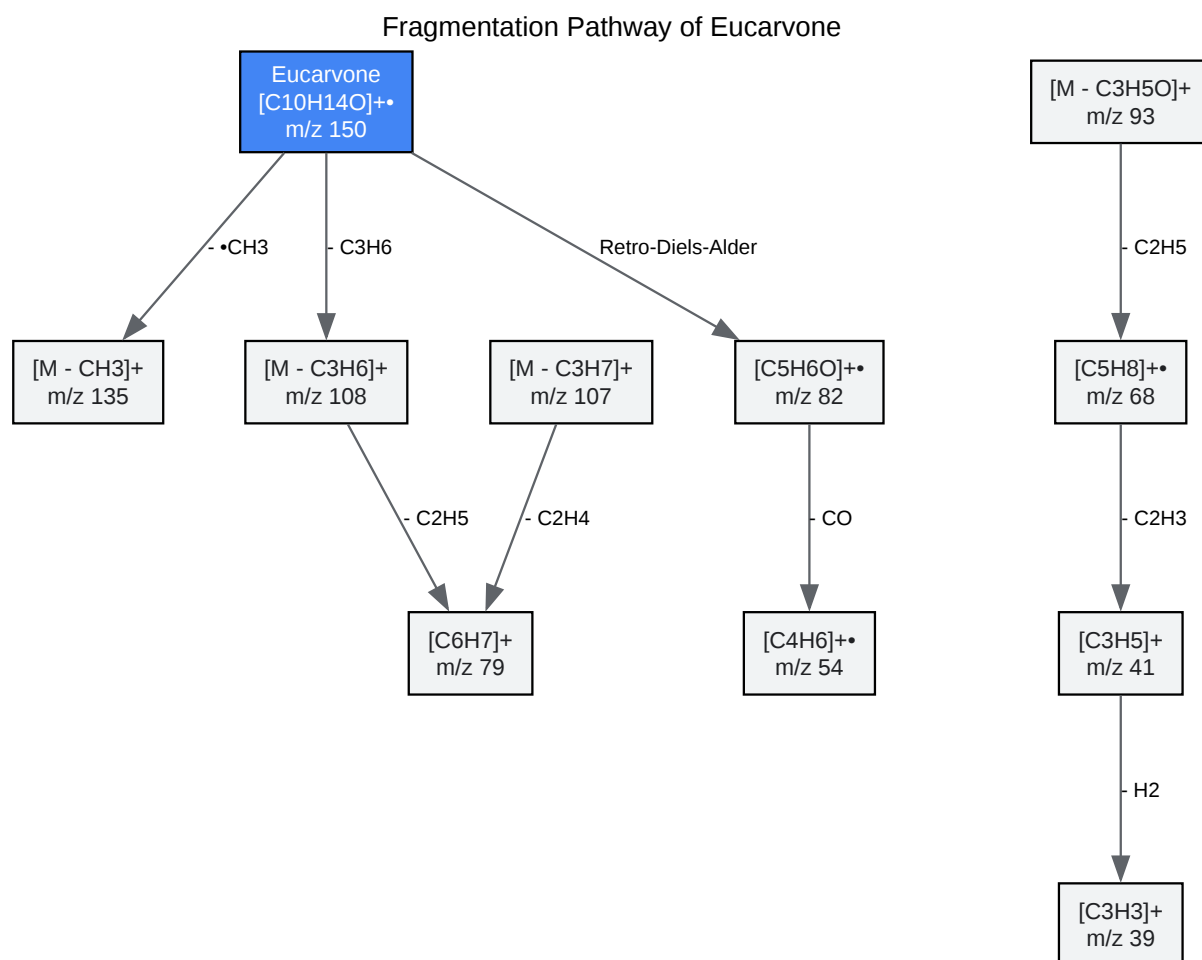 Fragmentation Pathway of Eucarvone
Eucarvone
[C10H14O]+•
m/z 150
[M - C3H5O]+
m/z 93
- •CH3
- C3H6
Retro-Diels-Alder
- C2H5
[M - CH3]+
m/z 135
[M - C3H6]+
m/z 108
[M - C3H7]+
m/z 107
[C5H6O]+•
m/z 82
[C5H8]+•
m/z 68
- C2H5
- C2H4
- CO
- C2H3
[C6H7]+
m/z 79
[C4H6]+•
m/z 54
[C3H5]+
m/z 41
- H2
[C3H3]+
m/z 39